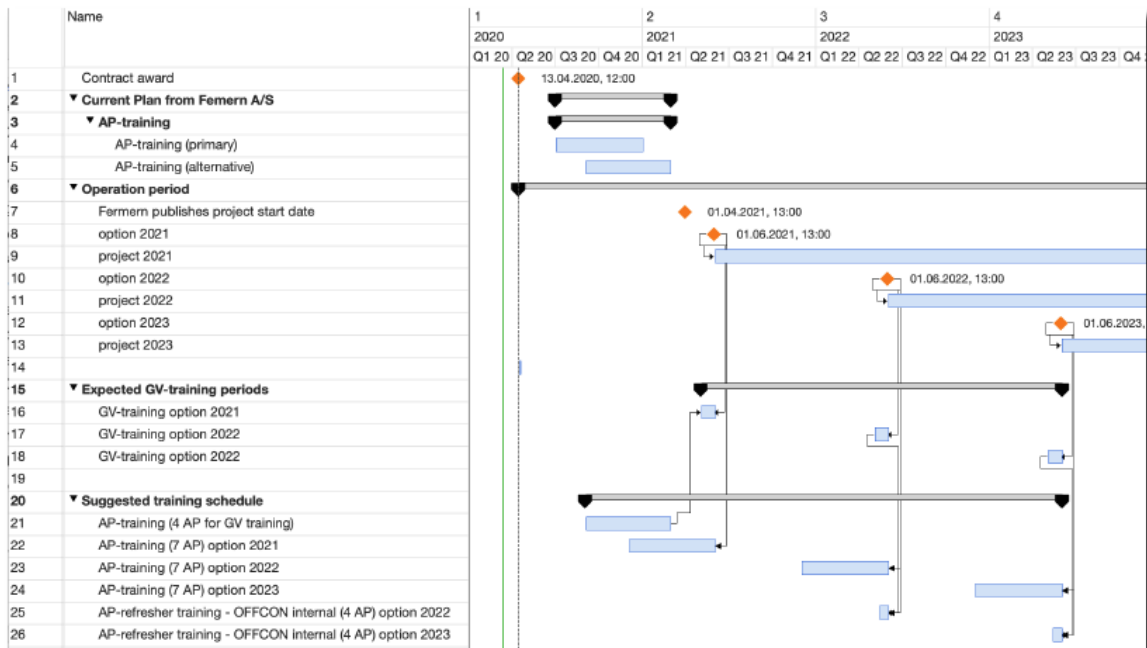 Name
1 2 3 4
2020 2021 2022 2023
Q1 20 Q2 20 Q3 20 Q4 20 Q1 21 Q2 21 Q3 21 Q4 21 Q1 22 Q2 22 Q3 22 Q4 22 Q1 23 Q2 23 Q3 23 Q4
1 Contract award 13.04.2020, 12:00
2 Current Plan from Femern A/S
3 AP-training
4 AP-training (primary)
5 AP-training (alternative)
6 Operation period
7 Fermern publishes project start date 01.04.2021, 13:00
8 option 2021 01.06.2021, 13:00
9 project 2021
10 option 2022 01.06.2022, 13:00
11 project 2022
12 option 2023 01.06.2023,
13 project 2023
14
15 Expected GV-training periods
16 GV-training option 2021
17 GV-training option 2022
18 GV-training option 2022
19
20 Suggested training schedule
21 AP-training (4 AP for GV training)
22 AP-training (7 AP) option 2021
23 AP-training (7 AP) option 2022
24 AP-training (7 AP) option 2023
25 AP-refresher training - OFFCON internal (4 AP) option 2022
26 AP-refresher training - OFFCON internal (4 AP) option 2023